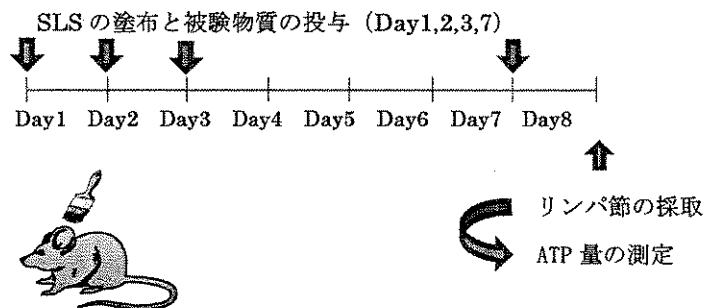 SLS の塗布と被験物質の投与（Day1,2,3,7）
Day1 Day2 Day3 Day4 Day5 Day6 Day7 Day8
リンパ節の採取
ATP 量の測定